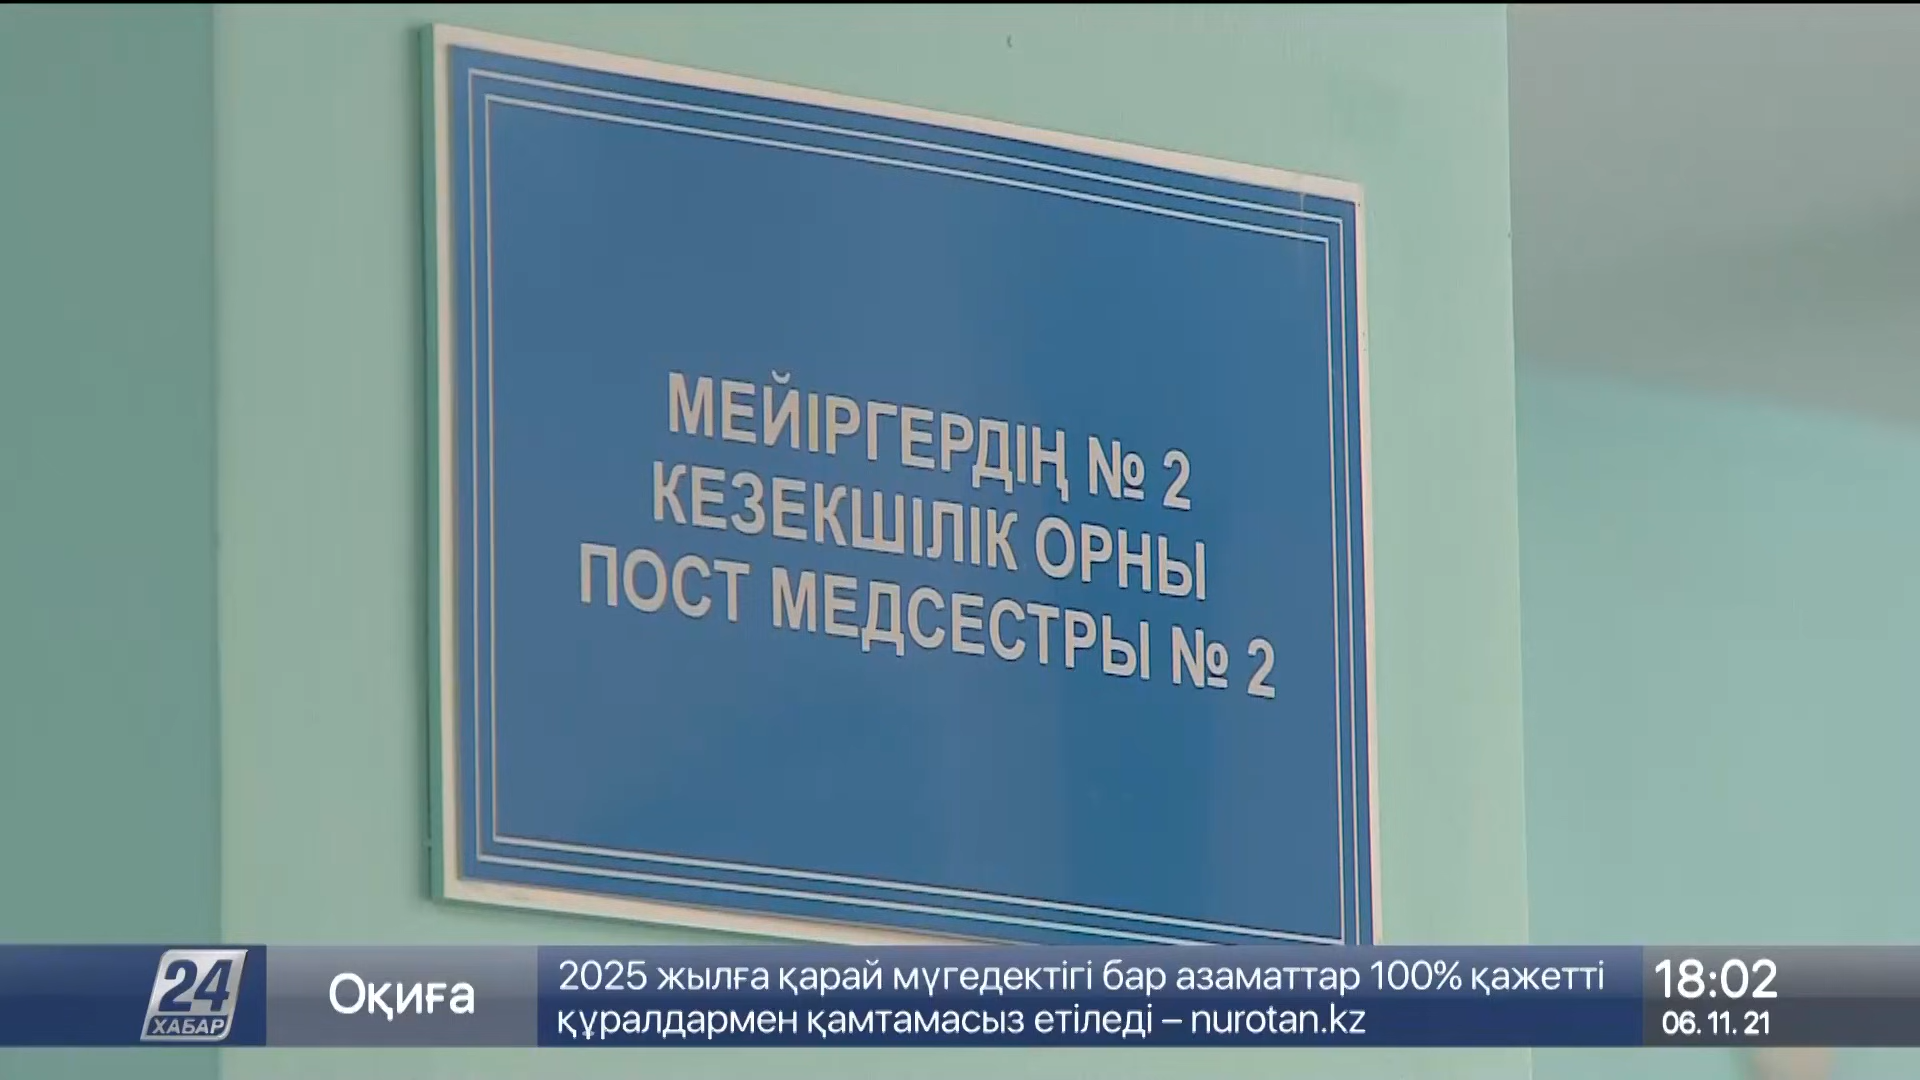 МЕЙІРГЕРДІҢ № 2
КЕЗЕКШІЛІК ОРНЫ
ПОСТ МЕДСЕСТРЫ № 2
24
ХАБАР
Оқиға
2025 жылға қарай мүгедектігі бар азаматтар 100% қажетті
құралдармен қамтамасыз етіледі – nurotan.kz
18:02
06.11.21